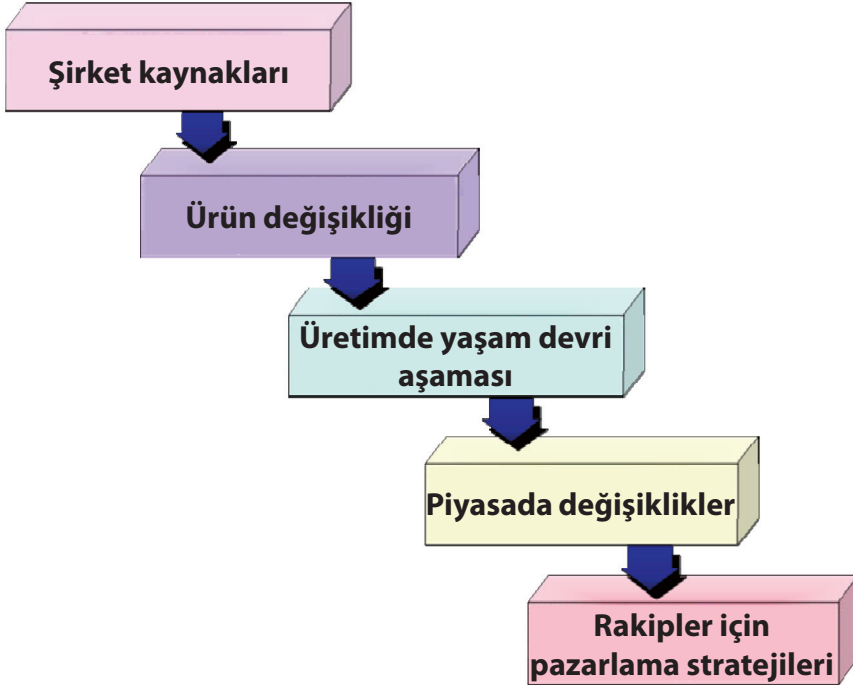 Şirket kaynakları
Ürün değişikliği
Üretimde yaşam devri
aşaması
Piyasada değişiklikler
Rakipler için
pazarlama stratejileri